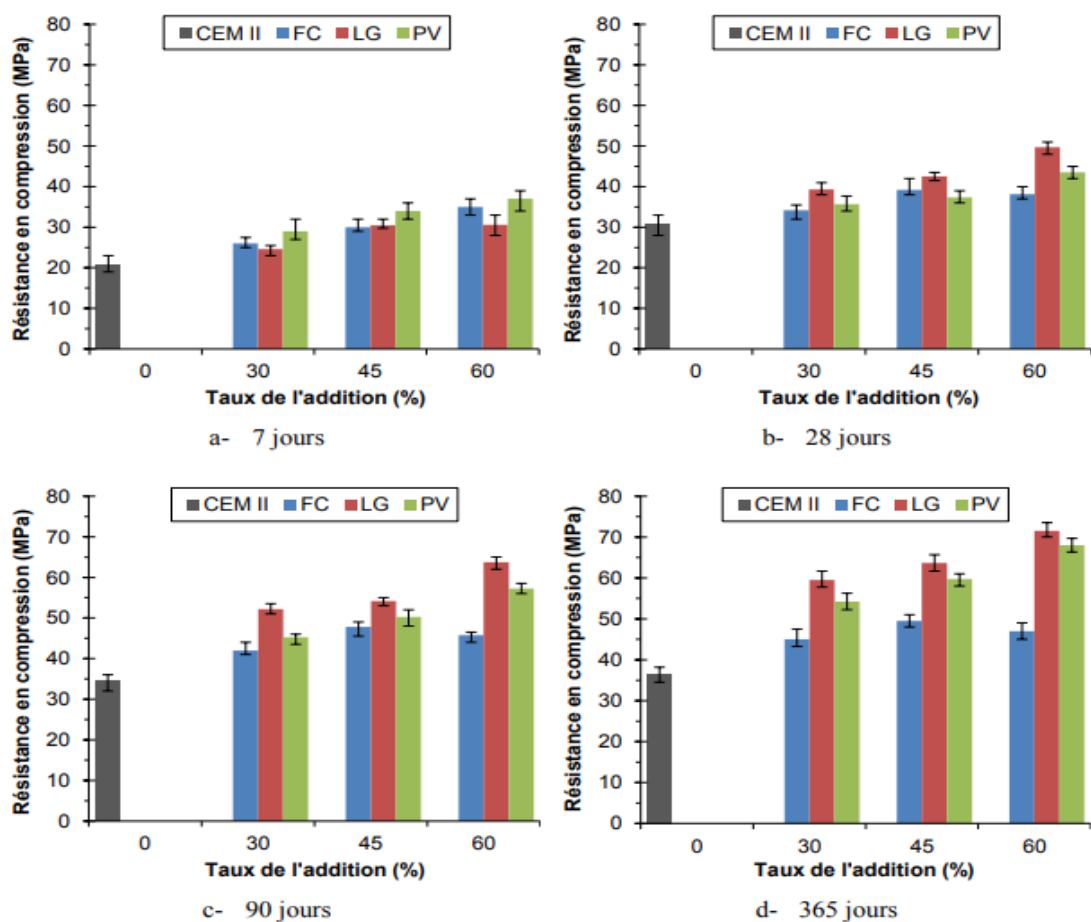 CEM II FC LG PV
Résistance en compression (MPa)
80
70
60
50
40
30
20
10
0
0 30 45 60
Taux de l'addition (%)
a- 7 jours
CEM II FC LG PV
Résistance en compression (MPa)
80
70
60
50
40
30
20
10
0
0 30 45 60
Taux de l'addition (%)
b- 28 jours
CEM II FC LG PV
Résistance en compression (MPa)
80
70
60
50
40
30
20
10
0
0 30 45 60
Taux de l'addition (%)
c- 90 jours
CEM II FC LG PV
Résistance en compression (MPa)
80
70
60
50
40
30
20
10
0
0 30 45 60
Taux de l'addition (%)
d- 365 jours